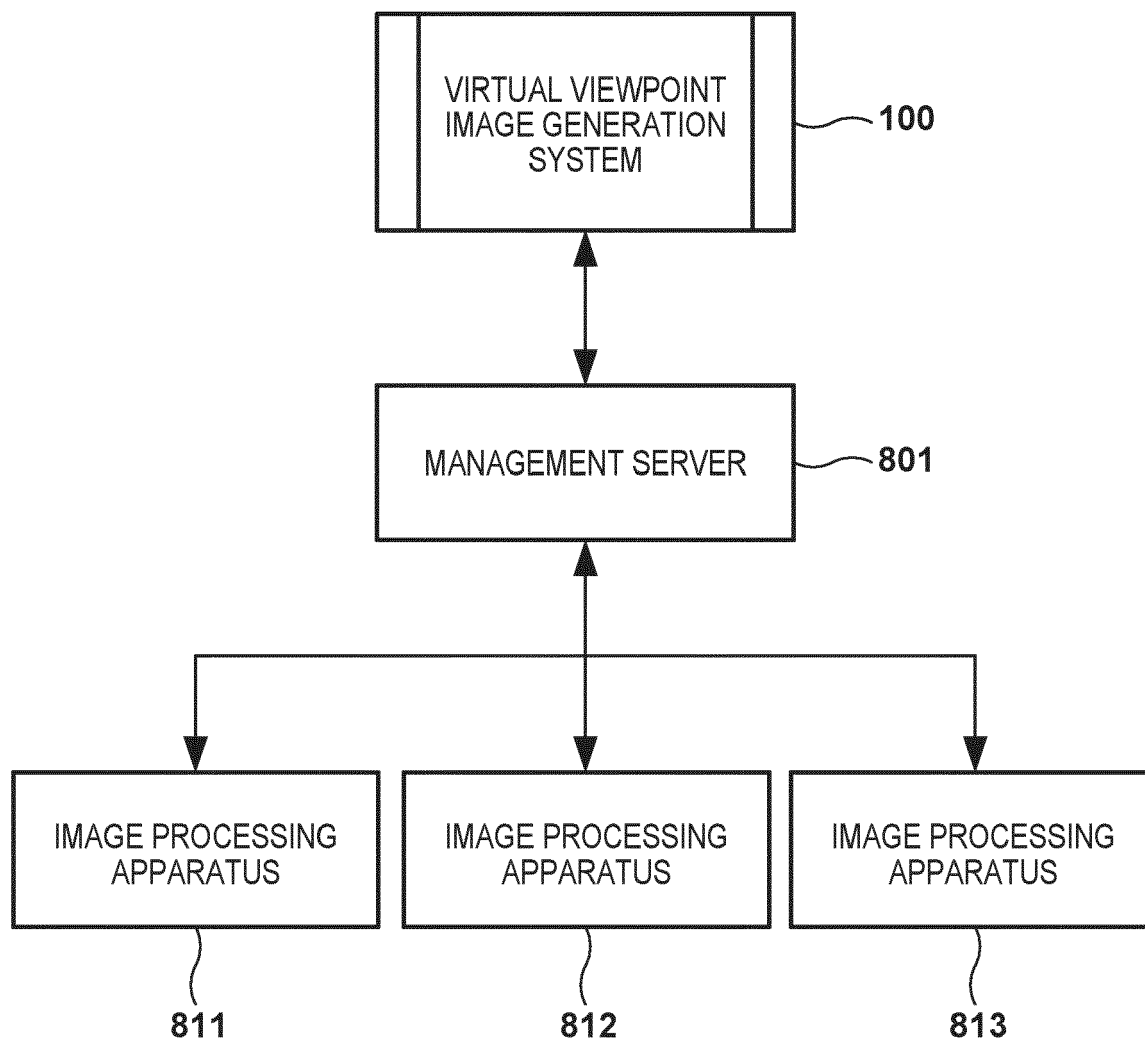 VIRTUAL VIEWPOINT
IMAGE GENERATION
SYSTEM
100
MANAGEMENT SERVER
801
IMAGE PROCESSING
APPARATUS
IMAGE PROCESSING
APPARATUS
IMAGE PROCESSING
APPARATUS
811
812
813